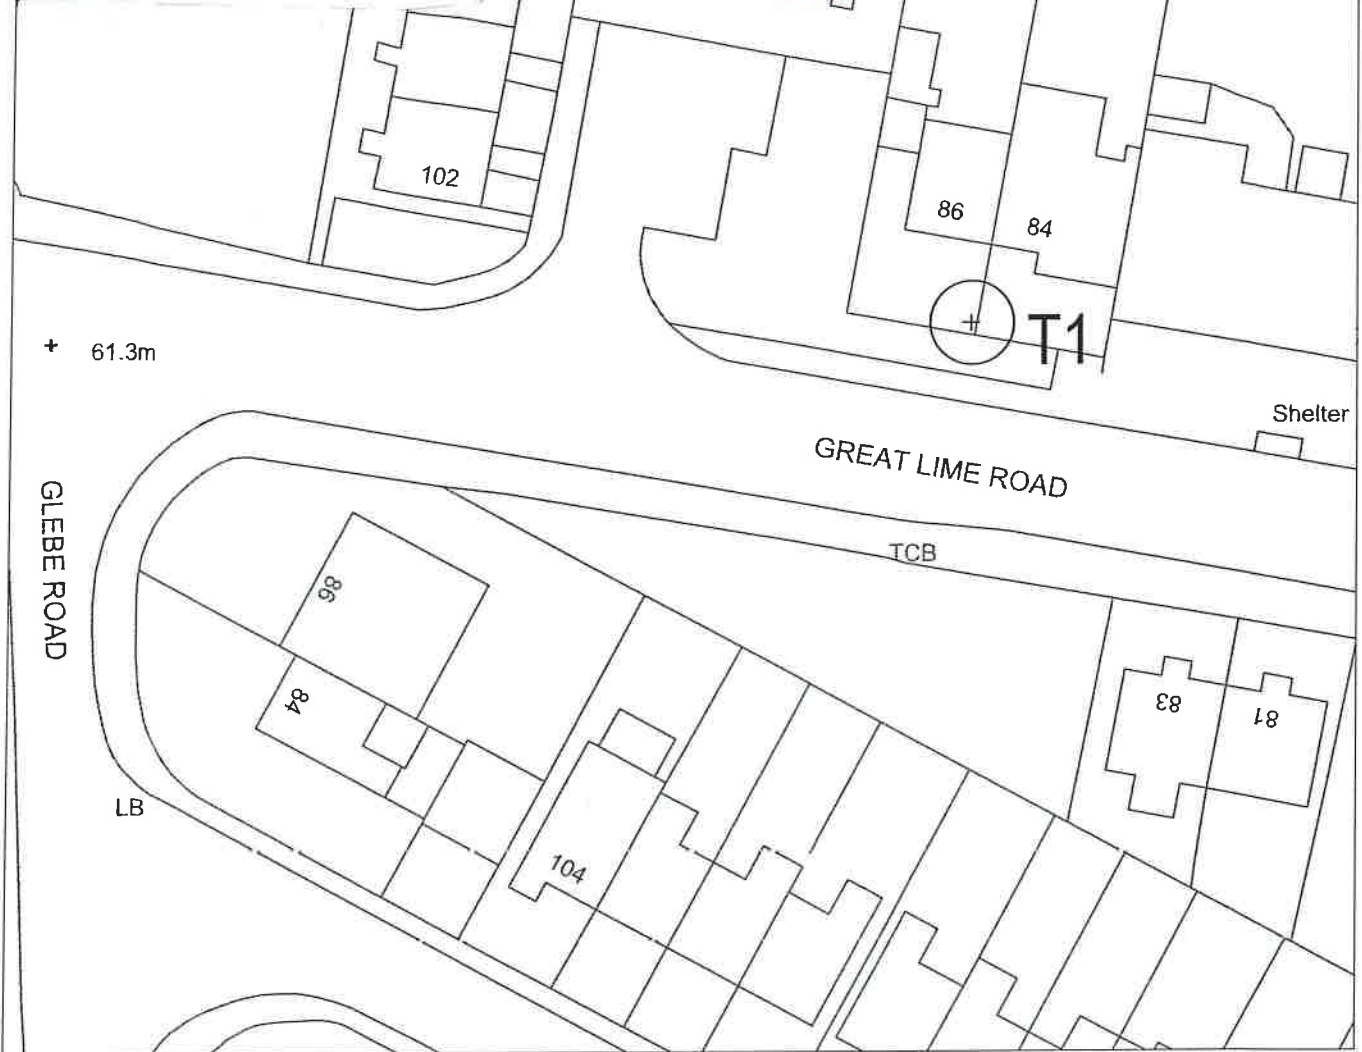 102
86
84
T1
+ 61.3m
Shelter
GREAT LIME ROAD
GLEBE ROAD
TCB
86
84
83
81
LB
104